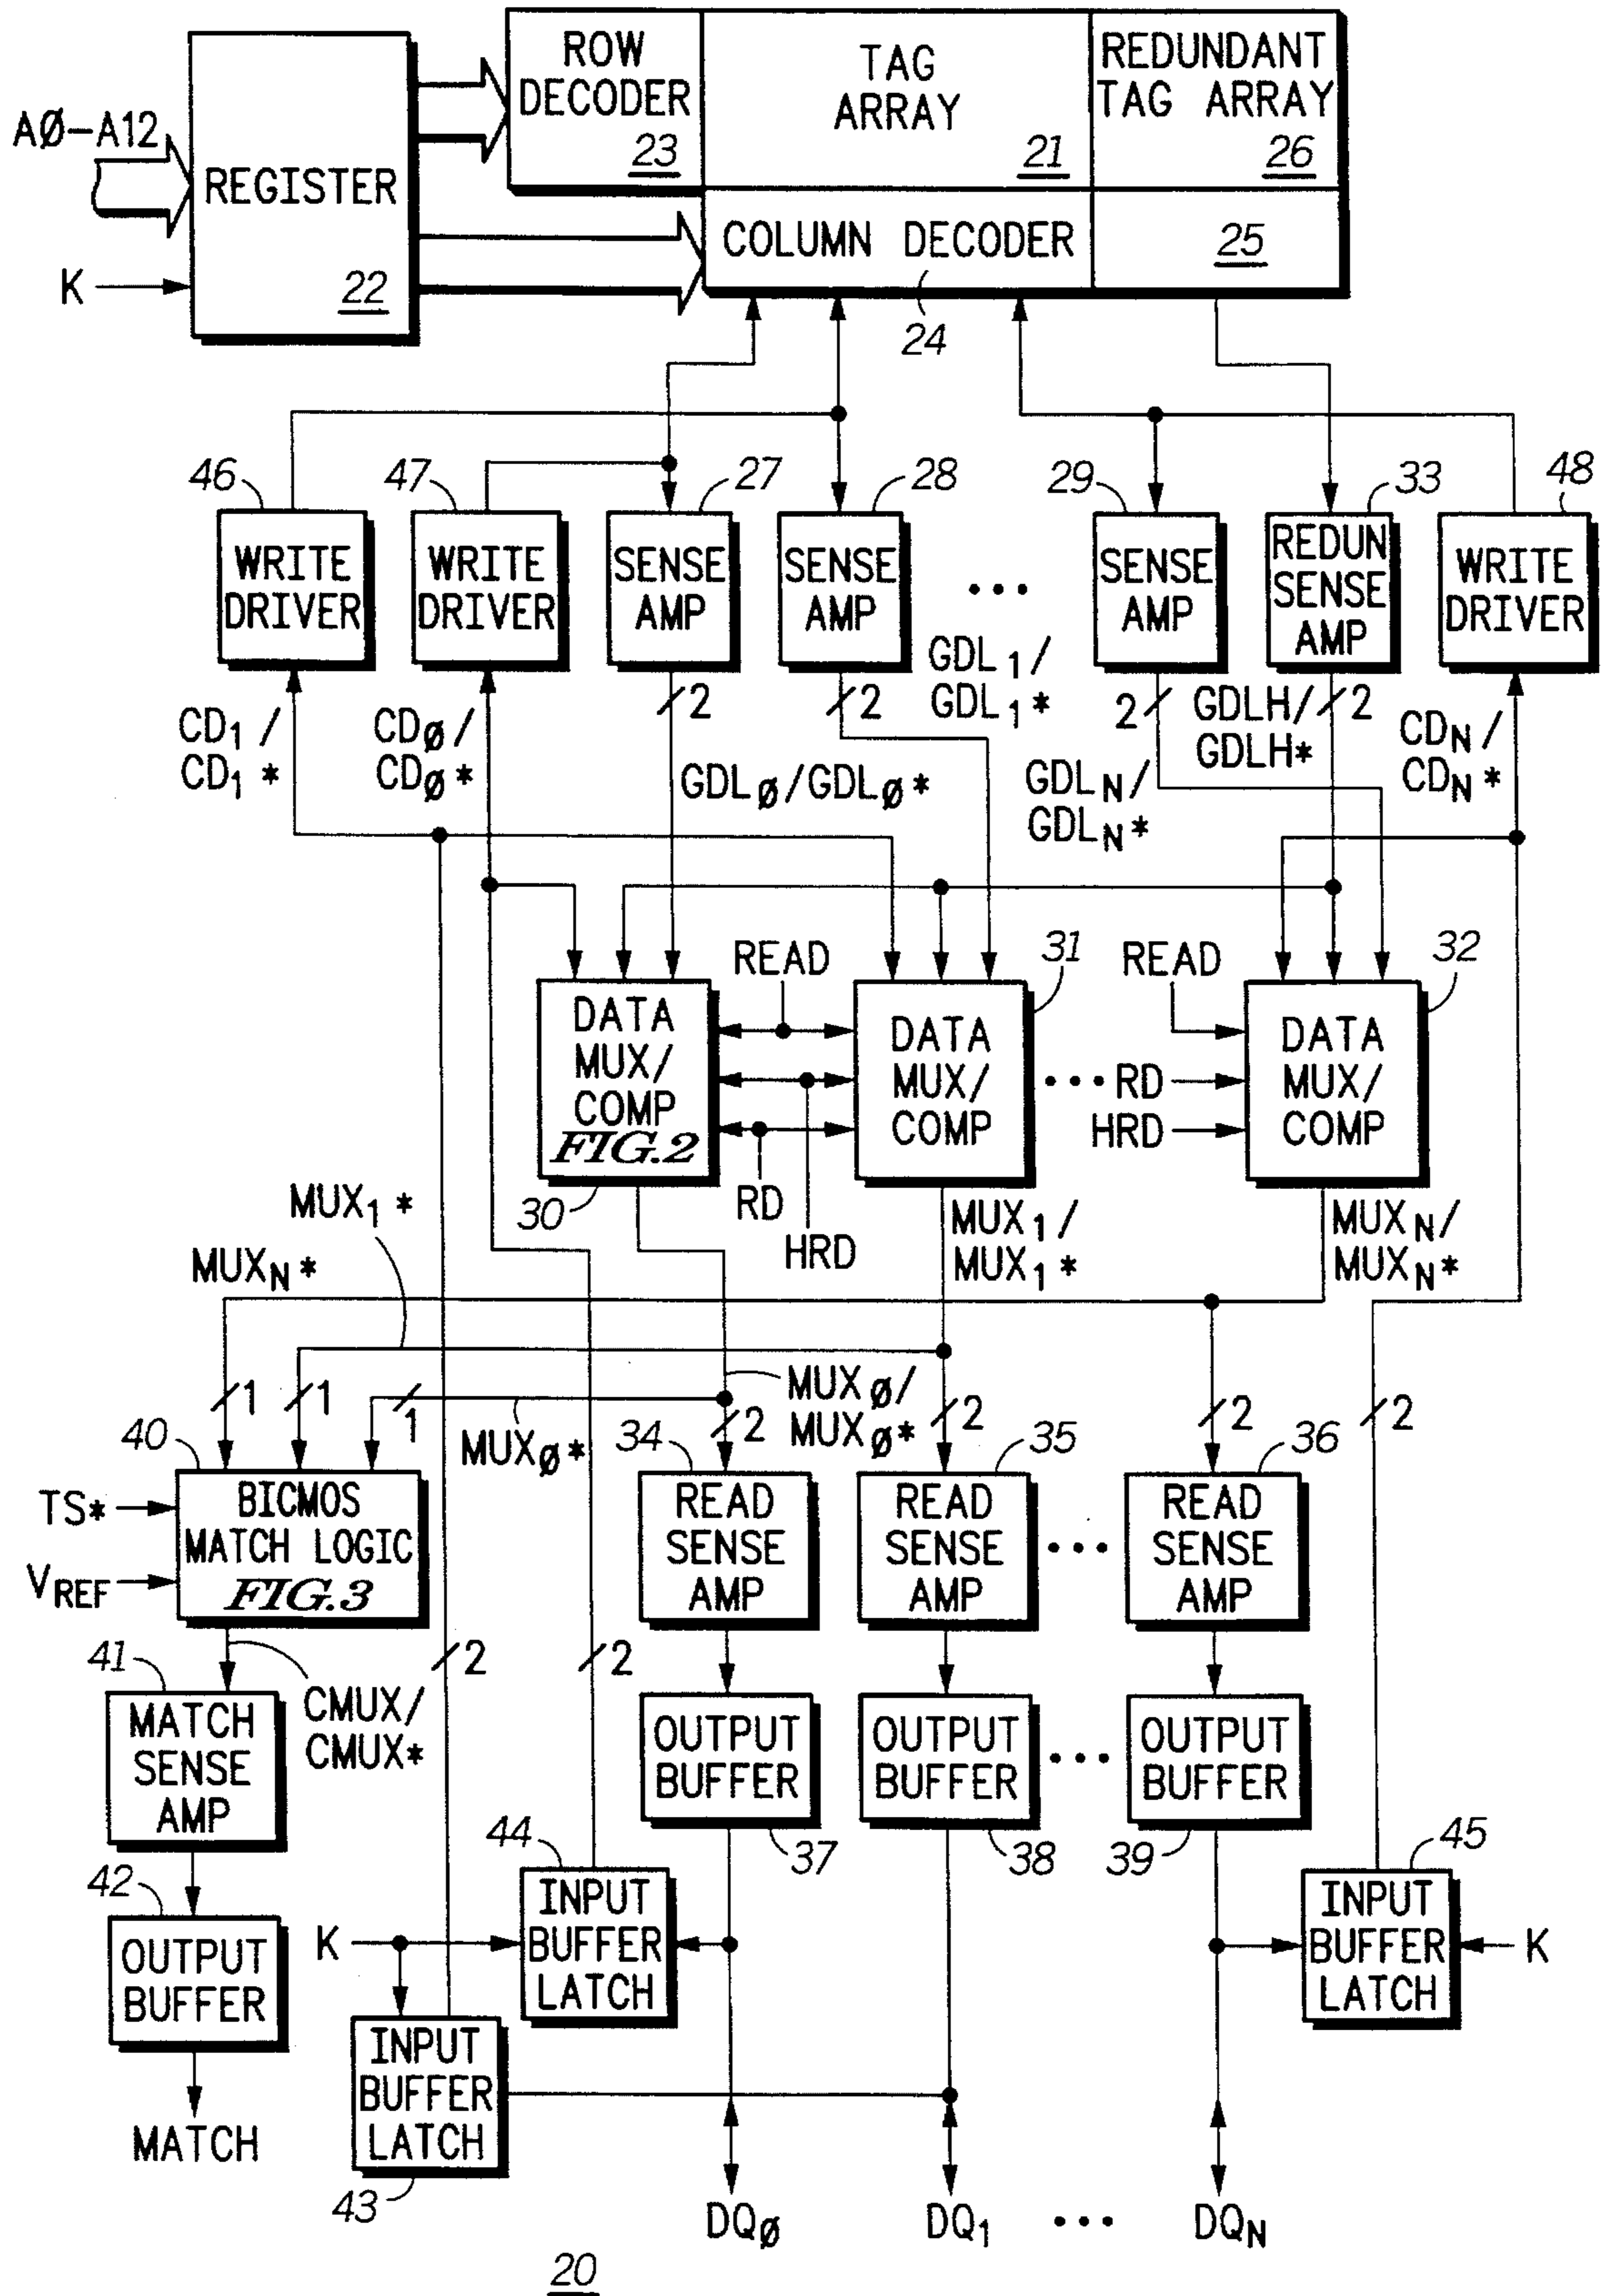 A0̸–A12
K
REGISTER
22
ROW
DECODER
23
TAG
ARRAY
21
REDUNDANT
TAG ARRAY
26
COLUMN DECODER
24
25
46
WRITE
DRIVER
47
WRITE
DRIVER
27
SENSE
AMP
28
SENSE
AMP
•••
29
SENSE
AMP
33
REDUN
SENSE
AMP
48
WRITE
DRIVER
CD1/
CD1*
CDØ/
CDØ*
2
GDLØ/GDLØ*
2
GDL1/
GDL1*
2
GDLN/
GDLN*
GDLH/
GDLH*
2
CDN/
CDN*
DATA
MUX/
COMP
FIG.2
30
READ
RD
HRD
31
DATA
MUX/
COMP
•••
READ
RD
HRD
32
DATA
MUX/
COMP
MUX1*
MUXN*
MUX1/
MUX1*
MUXN/
MUXN*
1
1
1
MUXØ*
MUXØ/
MUXØ*
2
2
2
2
40
TS*
VREF
BICMOS
MATCH LOGIC
FIG.3
34
READ
SENSE
AMP
35
READ
SENSE
AMP
•••
36
READ
SENSE
AMP
41
MATCH
SENSE
AMP
CMUX/
CMUX*
2
2
OUTPUT
BUFFER
37
OUTPUT
BUFFER
38
•••
OUTPUT
BUFFER
39
42
OUTPUT
BUFFER
MATCH
K
44
INPUT
BUFFER
LATCH
INPUT
BUFFER
LATCH
43
45
INPUT
BUFFER
LATCH
K
DQØ
DQ1
•••
DQN
20